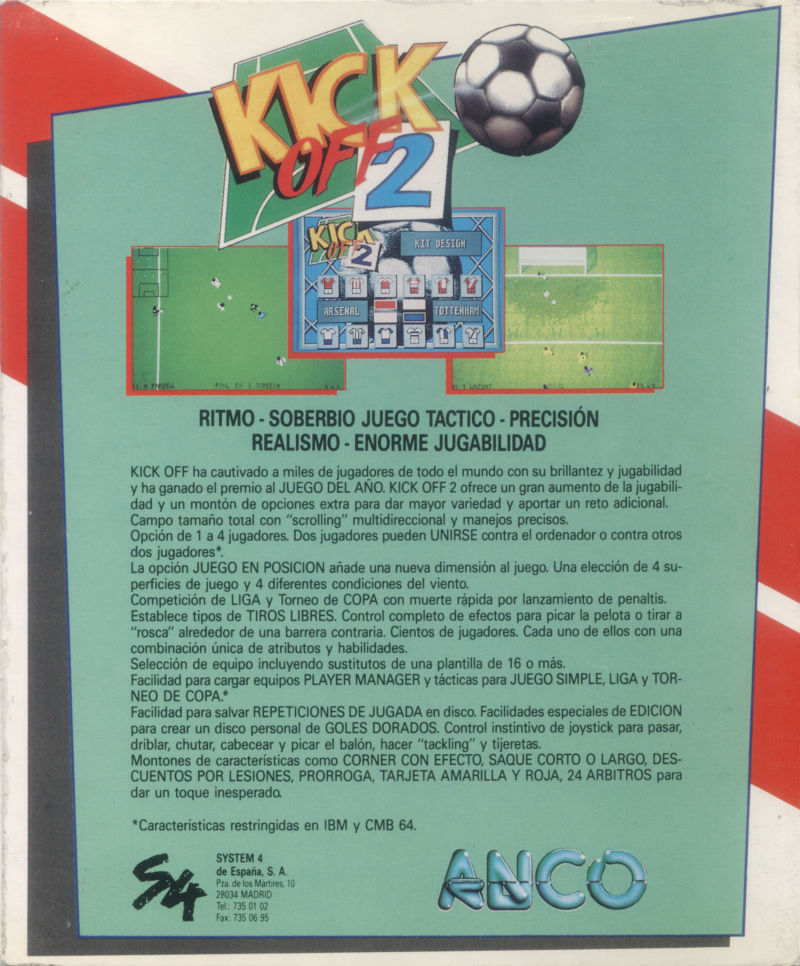 KICK
OFF 2
KICK
OFF 2
KIT DESIGN
ARSENAL
TOTTENHAM
RITMO - SOBERBIO JUEGO TACTICO - PRECISIÓN
REALISMO - ENORME JUGABILIDAD
KICK OFF ha cautivado a miles de jugadores de todo el mundo con su brillantez y jugabilidad
y ha ganado el premio al JUEGO DEL AÑO. KICK OFF 2 ofrece un gran aumento de la jugabili-
dad y un montón de opciones extra para dar mayor variedad y aportar un reto adicional.
Campo tamaño total con “scrolling” multidireccional y manejos precisos.
Opción de 1 a 4 jugadores. Dos jugadores pueden UNIRSE contra el ordenador o contra otros
dos jugadores*.
La opción JUEGO EN POSICION añade una nueva dimensión al juego. Una elección de 4 su-
perficies de juego y 4 diferentes condiciones del viento.
Competición de LIGA y Torneo de COPA con muerte rápida por lanzamiento de penaltis.
Establece tipos de TIROS LIBRES. Control completo de efectos para picar la pelota o tirar a
“rosca” alrededor de una barrera contraria. Cientos de jugadores. Cada uno de ellos con una
combinación única de atributos y habilidades.
Selección de equipo incluyendo sustitutos de una plantilla de 16 o más.
Facilidad para cargar equipos PLAYER MANAGER y tácticas para JUEGO SIMPLE, LIGA y TOR-
NEO DE COPA.*
Facilidad para salvar REPETICIONES DE JUGADA en disco. Facilidades especiales de EDICION
para crear un disco personal de GOLES DORADOS. Control instintivo de joystick para pasar,
driblar, chutar, cabecear y picar el balón, hacer “tackling” y tijeretas.
Montones de características como CORNER CON EFECTO, SAQUE CORTO O LARGO, DES-
CUENTOS POR LESIONES, PRORROGA, TARJETA AMARILLA Y ROJA, 24 ARBITROS para
dar un toque inesperado.
*Características restringidas en IBM y CMB 64.
S4
SYSTEM 4
de España, S. A.
Pza. de los Mártires, 10
28034 MADRID
Tel.: 735 01 02
Fax: 735 06 95
ANCO